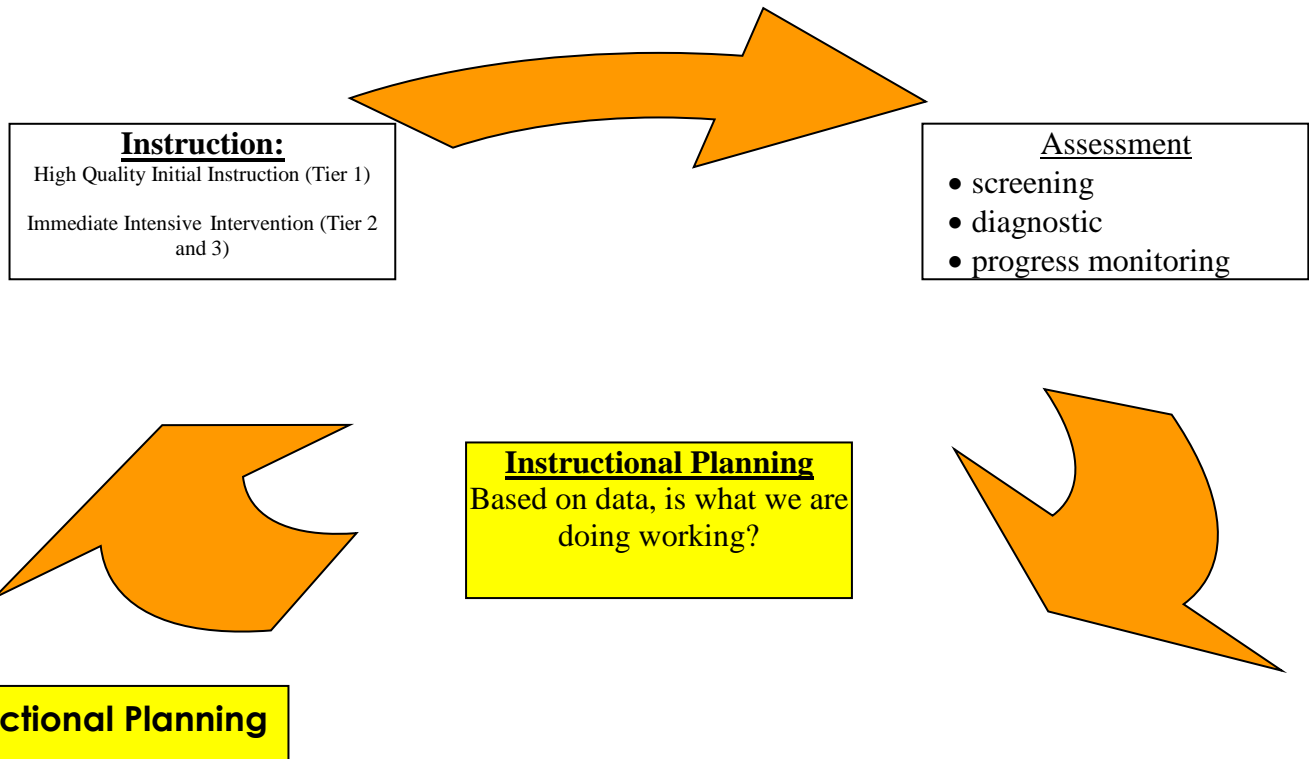 Instruction:
High Quality Initial Instruction (Tier 1)
Immediate Intensive Intervention (Tier 2
and 3)
Assessment
• screening
• diagnostic
• progress monitoring
Instructional Planning
Based on data, is what we are
doing working?
ctional Planning